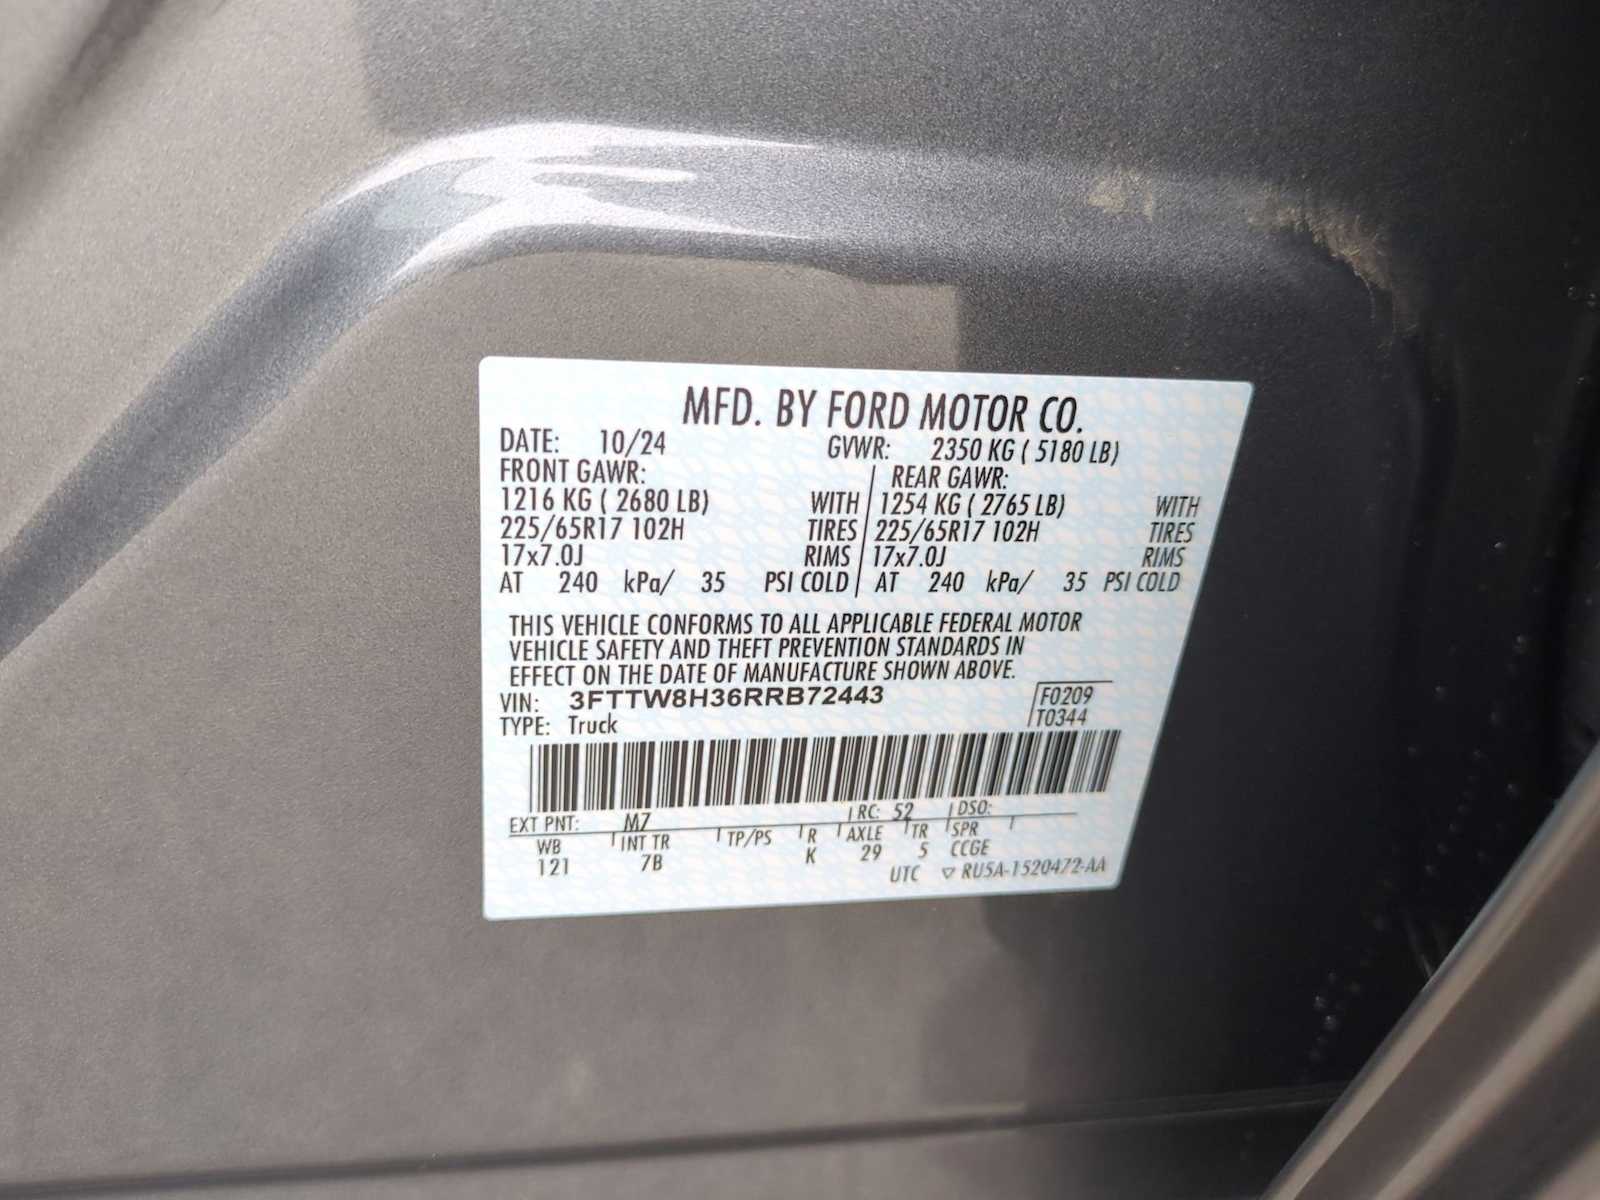 MFD. BY FORD MOTOR CO.
DATE: 10/24 GVWR: 2350 KG ( 5180 LB)
FRONT GAWR: REAR GAWR:
1216 KG ( 2680 LB) WITH 1254 KG ( 2765 LB) WITH
225/65R17 102H TIRES 225/65R17 102H TIRES
17x7.0J RIMS 17x7.0J RIMS
AT 240 kPa/ 35 PSI COLD AT 240 kPa/ 35 PSI COLD
THIS VEHICLE CONFORMS TO ALL APPLICABLE FEDERAL MOTOR
VEHICLE SAFETY AND THEFT PREVENTION STANDARDS IN
EFFECT ON THE DATE OF MANUFACTURE SHOWN ABOVE.
VIN: 3FTTW8H36RRB72443 F0209
TYPE: Truck T0344
EXT PNT: M7 RC: 52 DSO:
WB INT TR TP/PS R AXLE TR SPR
121 7B K 29 5 CCGE
UTC ▽ RU5A-1520472-AA